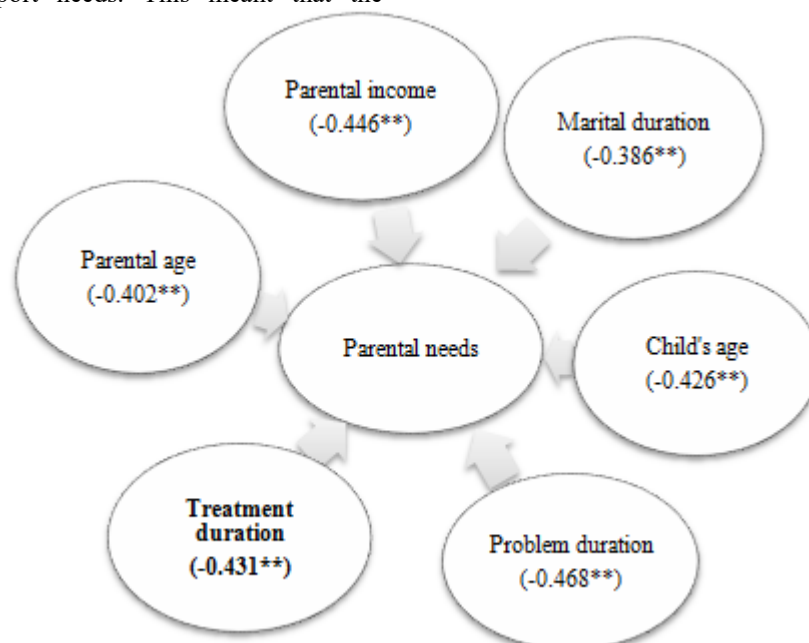 needs. This meant that the
Parental income
(-0.446**)
Marital duration
(-0.386**)
Parental age
(-0.402**)
Parental needs
Child's age
(-0.426**)
Treatment
duration
(-0.431**)
Problem duration
(-0.468**)